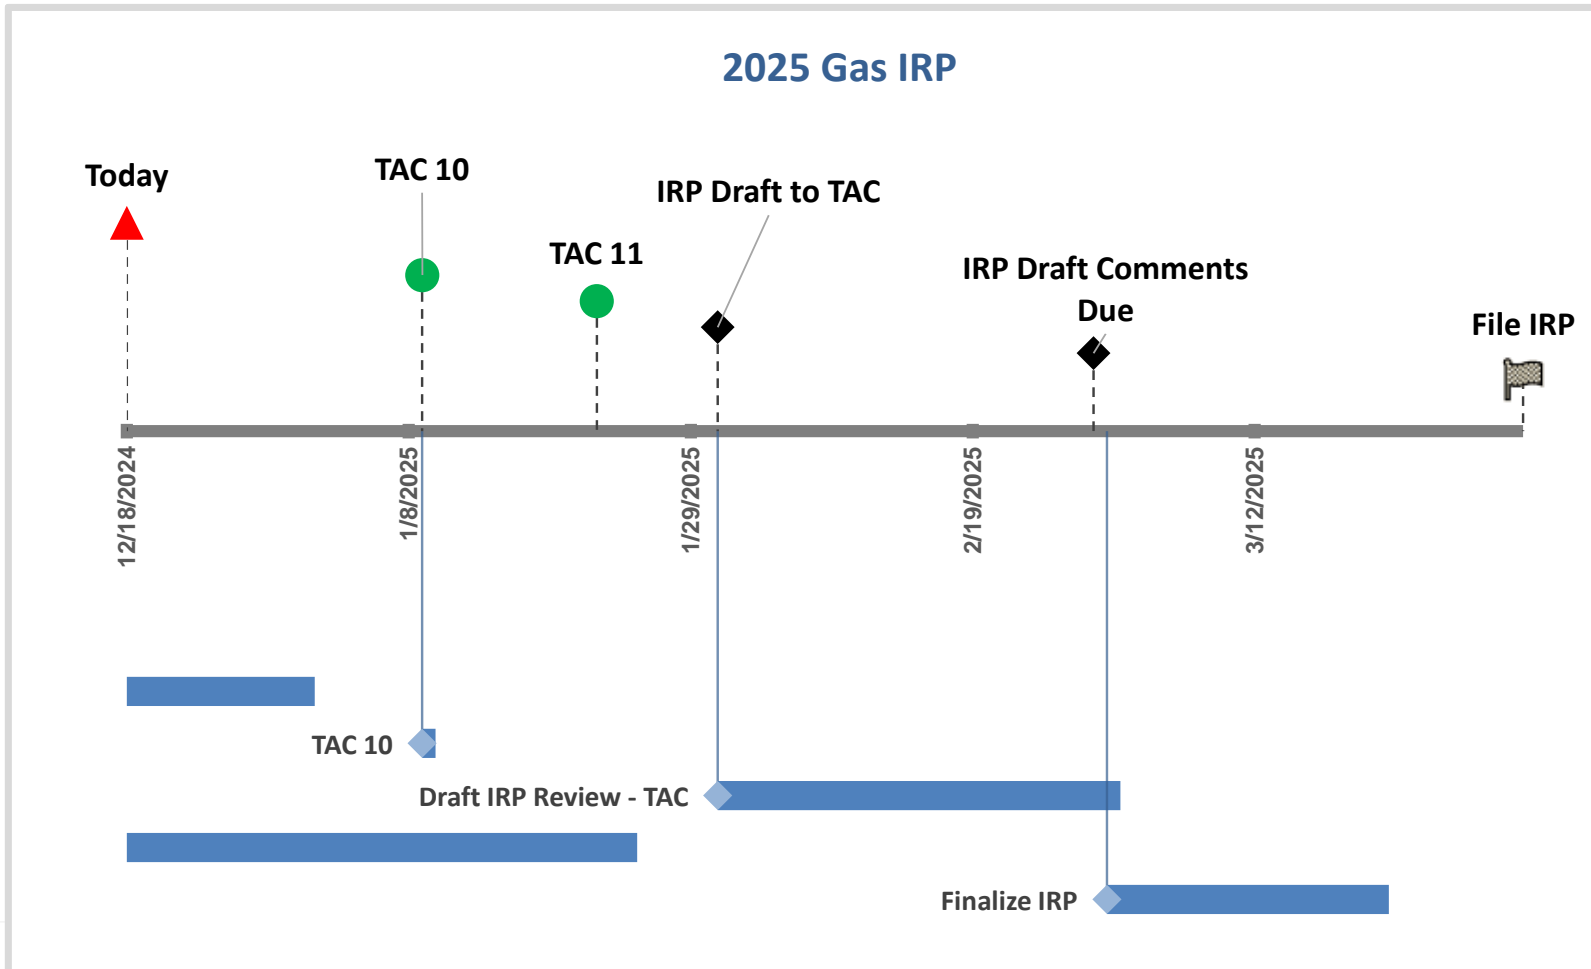 2025 Gas IRP
Today
TAC 10
TAC 11
IRP Draft to TAC
IRP Draft Comments
Due
File IRP
12/18/2024
1/8/2025
1/29/2025
2/19/2025
3/12/2025
TAC 10
Draft IRP Review - TAC
Finalize IRP